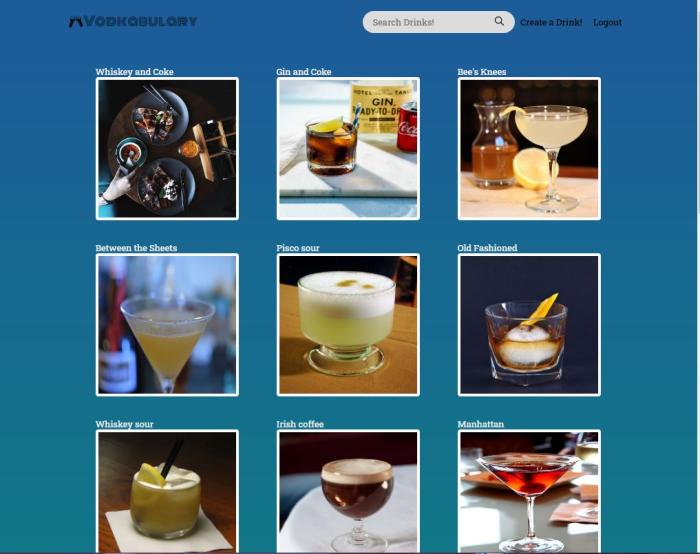 VODKABULARY
Search Drinks!
Create a Drink!
Logout
Whiskey and Coke
Gin and Coke
Bee's Knees
HOTEL
GIN.
READY-TO-DR
Between the Sheets
Pisco sour
Old Fashioned
Whiskey sour
Irish coffee
Manhattan